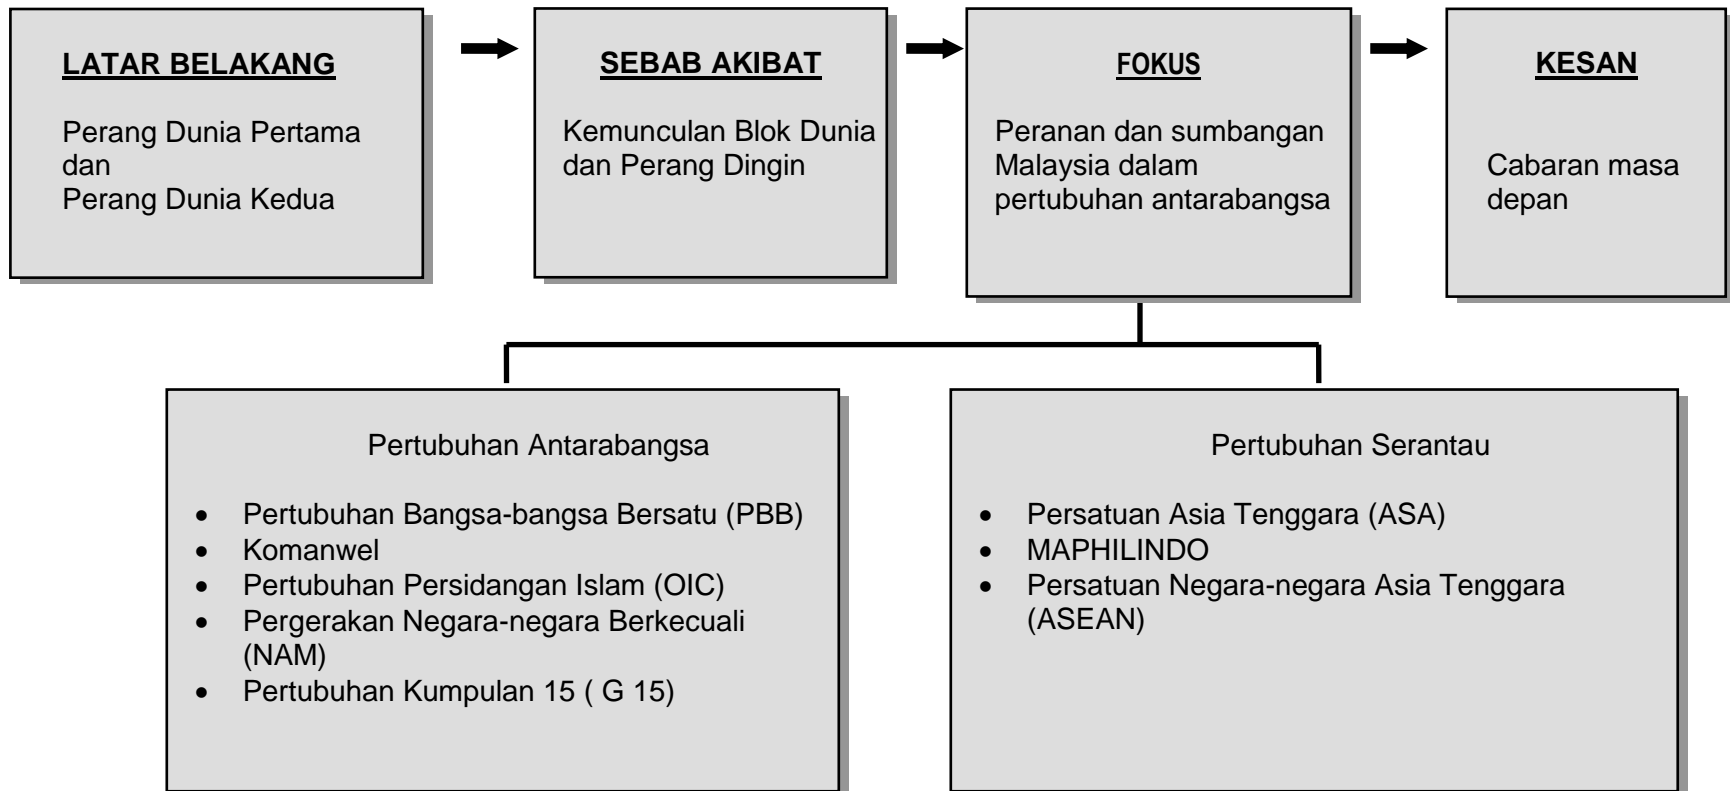 LATAR BELAKANG
Perang Dunia Pertama
dan
Perang Dunia Kedua
SEBAB AKIBAT
Kemunculan Blok Dunia
dan Perang Dingin
FOKUS
Peranan dan sumbangan
Malaysia dalam
pertubuhan antarabangsa
KESAN
Cabaran masa
depan
Pertubuhan Antarabangsa
• Pertubuhan Bangsa-bangsa Bersatu (PBB)
• Komanwel
• Pertubuhan Persidangan Islam (OIC)
• Pergerakan Negara-negara Berkecuali
(NAM)
• Pertubuhan Kumpulan 15 ( G 15)
Pertubuhan Serantau
• Persatuan Asia Tenggara (ASA)
• MAPHILINDO
• Persatuan Negara-negara Asia Tenggara
(ASEAN)